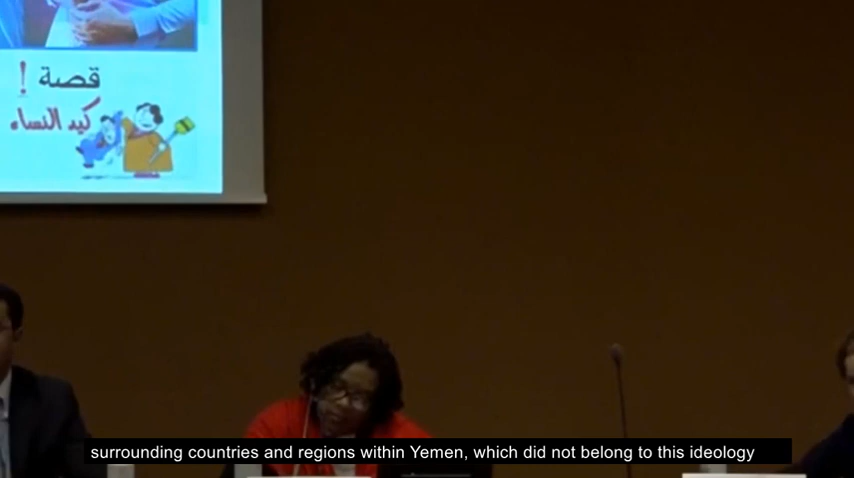 قصة !
كيد النساء
surrounding countries and regions within Yemen, which did not belong to this ideology